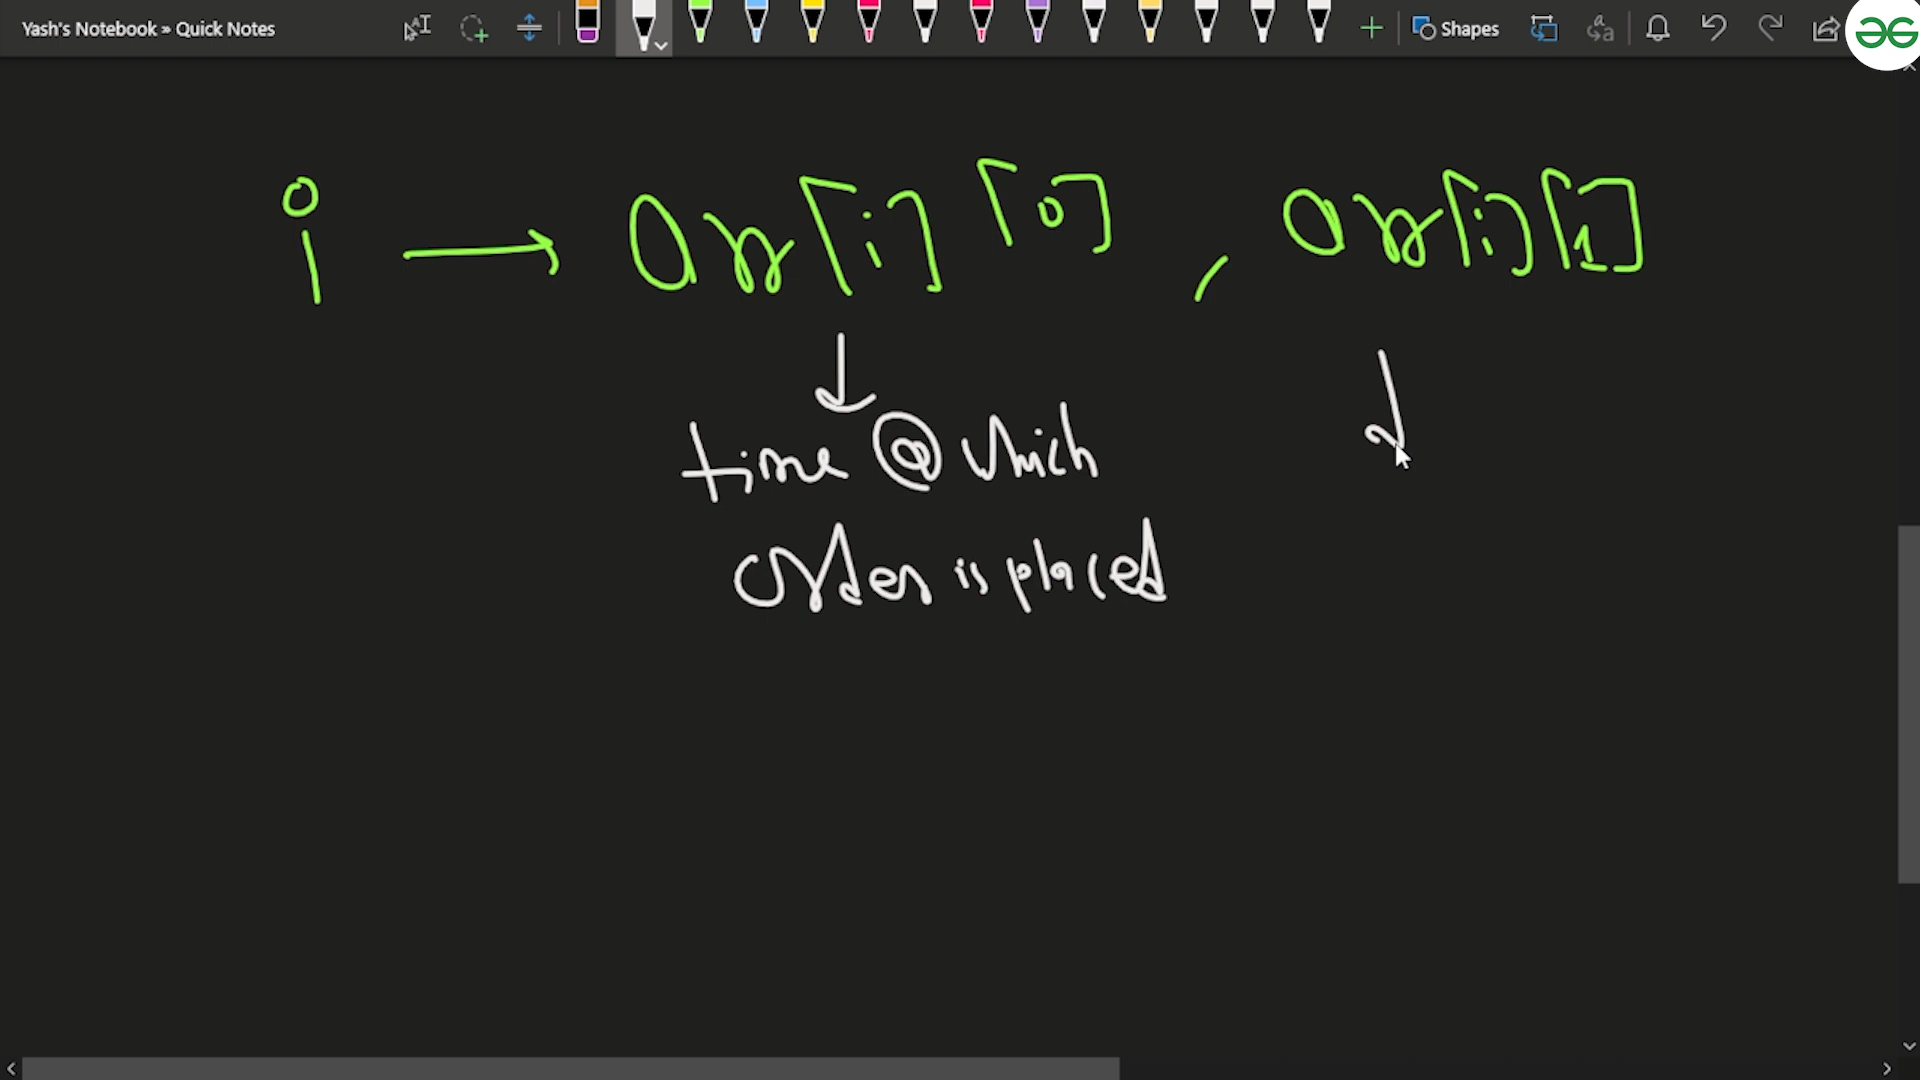 Yash's Notebook » Quick Notes
Shapes
i → arr[i][0] , arr[i][1]
time @ which
order is placed